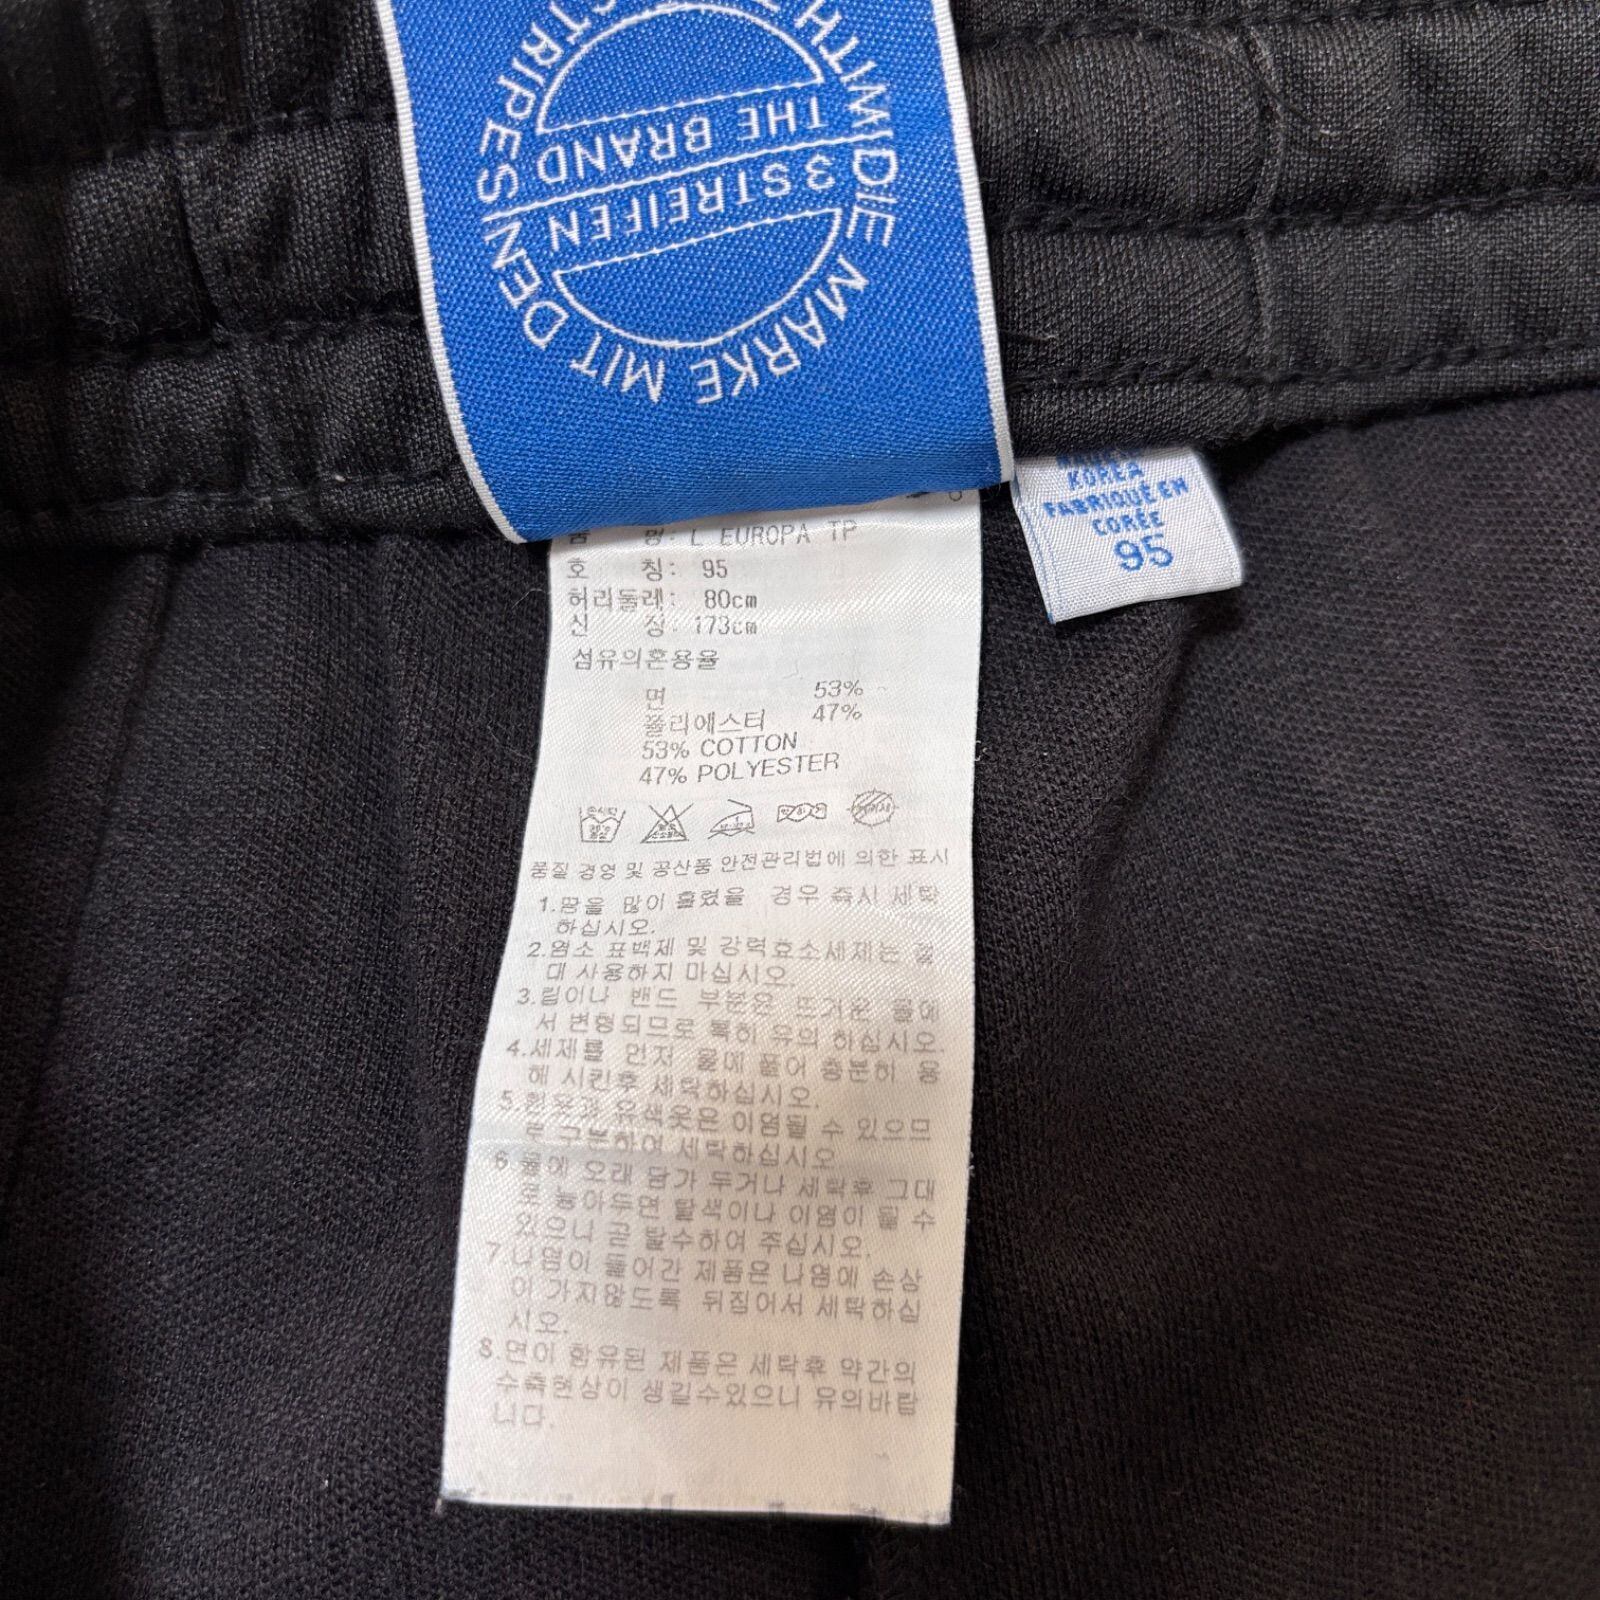 DIE MARKE MIT DEN
STRIPES
WITH
THE BRAND
3 STREIFEN
KOREA
FABRIQUÉ EN
CORÉE
95
명: L EUROPA TP
호 칭: 95
허리둘레: 80cm
신 장: 173cm
섬유의혼용율
면 53%
폴리에스터 47%
53% COTTON
47% POLYESTER
품질 경영 및 공산품 안전관리법에 의한 표시
1.땀을 많이 흘렸을 경우 즉시 세탁
하십시오.
2.염소 표백제 및 강력효소세제는 절
대 사용하지 마십시오.
3.립이나 밴드 부분은 뜨거운 물에
서 변형되므로 특히 유의 하십시오.
4.세제를 먼저 물에 풀어 충분히 용
해 시킨후 세탁하십시오.
5.흰옷과 유색옷은 이염될 수 있으므
로 구분하여 세탁하십시오
6.물에 오래 담가 두거나 세탁후 그대
로 놓아두면 탈색이나 이염이 될 수
있으니 곧 탈수하여 주십시오.
7.나염이 들어간 제품은 나염에 손상
이 가지않도록 뒤집어서 세탁하십
시오.
8.면이 함유된 제품은 세탁후 약간의
수축현상이 생길수있으니 유의바랍
니다.